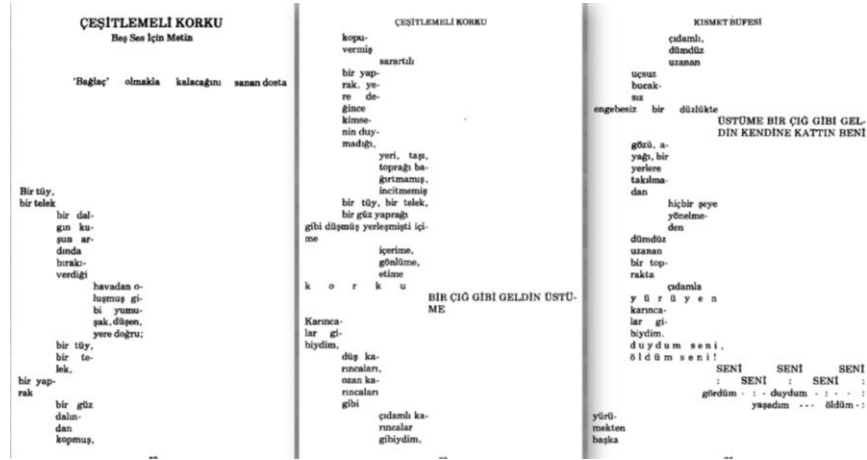 ÇEŞİTLEMELİ KORKU
Beş Ses İçin Metin
'Bağlaç' olmakla kalacağını sanan dosta
Bir tüy,
bir telek
bir dal-
gın ku-
şun ar-
dında
bırakı-
verdiği
havadan o-
luşmuş gi-
bi yumu-
şak, düşen,
yere doğru;
bir tüy,
bir te-
lek,
bir yap-
rak
bir güz
dalın-
dan
kopmuş,
ÇEŞİTLEMELİ KORKU
kopu-
vermiş
sarartılı
bir yap-
rak, ye-
re de-
ğince
kimse-
nin duy-
madığı,
yeri, taşı,
toprağı ba-
ğırtmamış,
incitmemiş
bir tüy, bir telek,
bir güz yaprağı
gibi düşmüş yerleşmişti içi-
me
içerime,
gönlüme,
etime
k o r k u
BİR ÇIĞ GİBİ GELDİN ÜSTÜ-
ME
Karınca-
lar gi-
biydim,
düş ka-
rıncaları,
ozan ka-
rıncaları
gibi
çıdamlı ka-
rıncalar
gibiydim,
KISMET BÜFESİ
çıdamlı,
dümdüz
uzanan
uçsuz
bucak-
sız
engebesiz bir düzlükte
ÜSTÜME BİR ÇIĞ GİBİ GEL-
DİN KENDİNE KATTIN BENİ
gözü, a-
yağı, bir
yerlere
takılma-
dan
hiçbir şeye
yönelme-
den
dümdüz
uzanan
bir top-
rakta
çıdamla
y ü r ü y e n
karınca-
lar gi-
biydim.
duydum seni,
öldüm seni!
SENİ SENİ SENİ
: SENİ : SENİ :
gördüm - : - duydum - : - - :
yaşadım --- öldüm -:
yürü-
mekten
başka